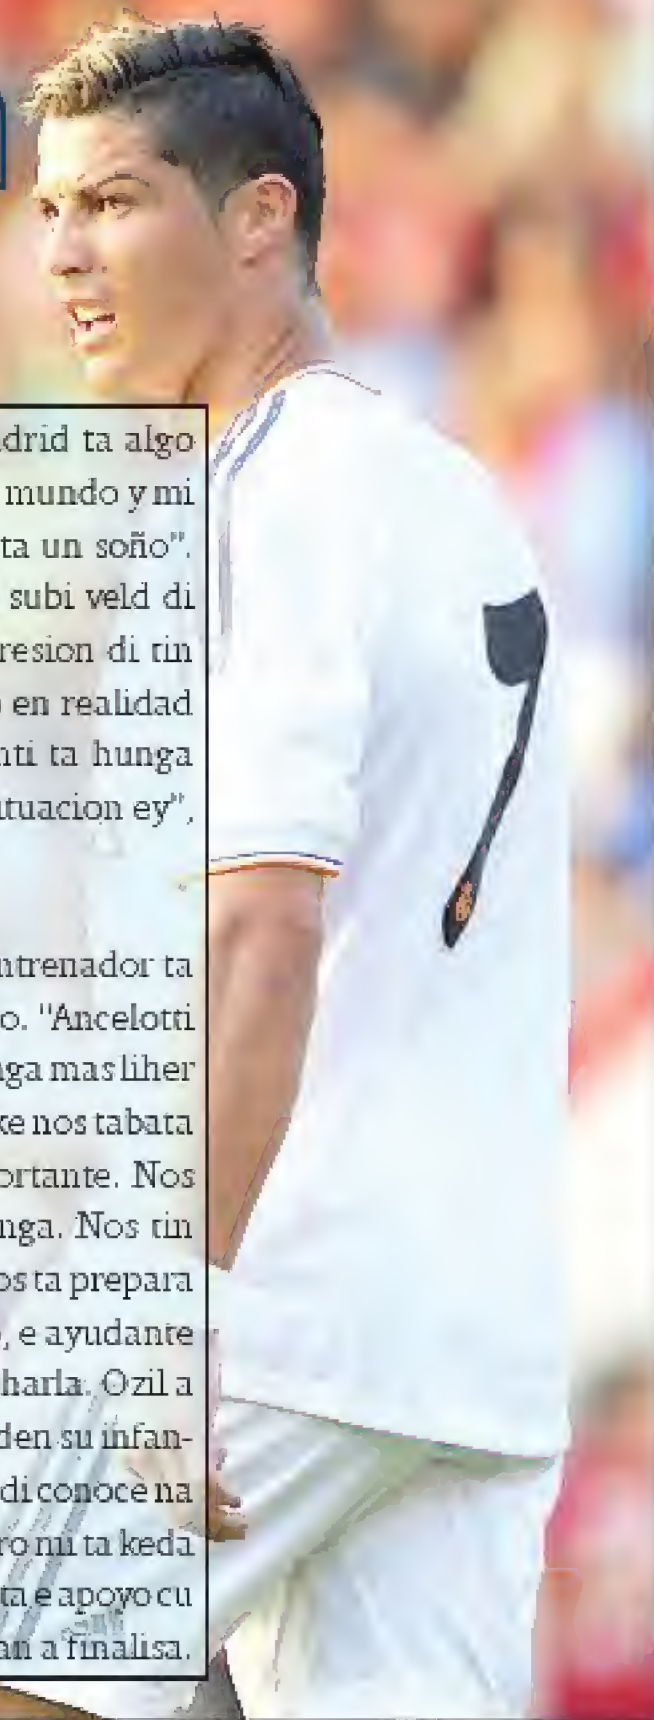 drid ta algo
mundo y mi
ta un soño".
subi veld di
resion di tin
en realidad
nti ta hunga
ituacion ey",
ntrenador ta
o. "Ancelotti
nga mas liher
ke nos tabata
ortante. Nos
nga. Nos tin
os ta prepara
, e ayudante
harla. Ozil a
den su infan-
di conoce na
ro mi ta keda
ta e apoyo cu
an a finalisa.